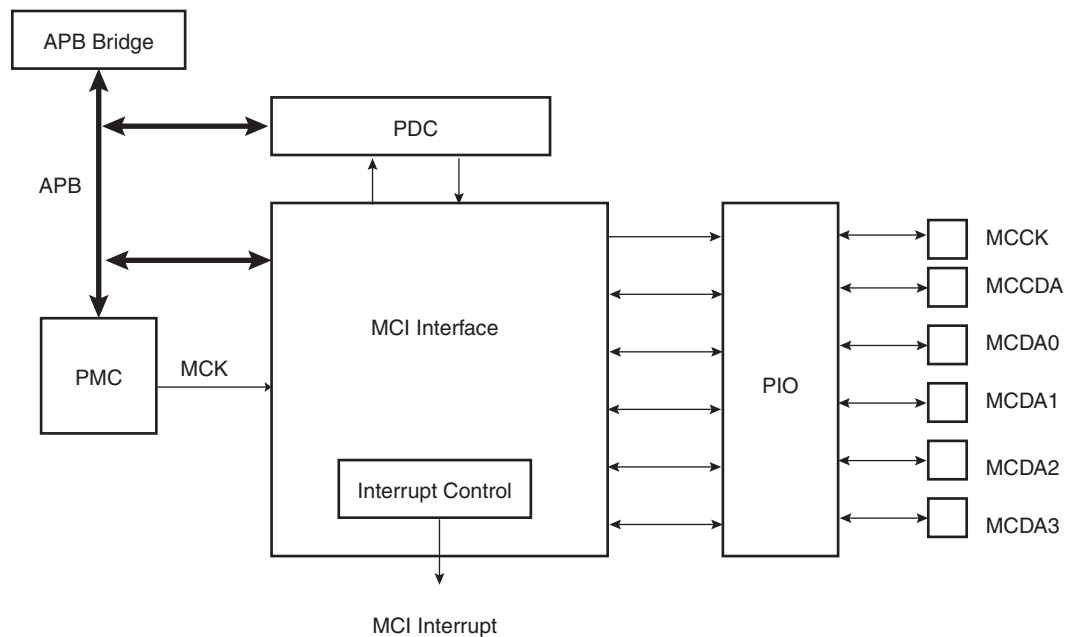 APB Bridge
PDC
APB
MCCK
MCCDA
MCI Interface
MCDA0
PMC
MCK
PIO
MCDA1
MCDA2
Interrupt Control
MCDA3
MCI Interrupt